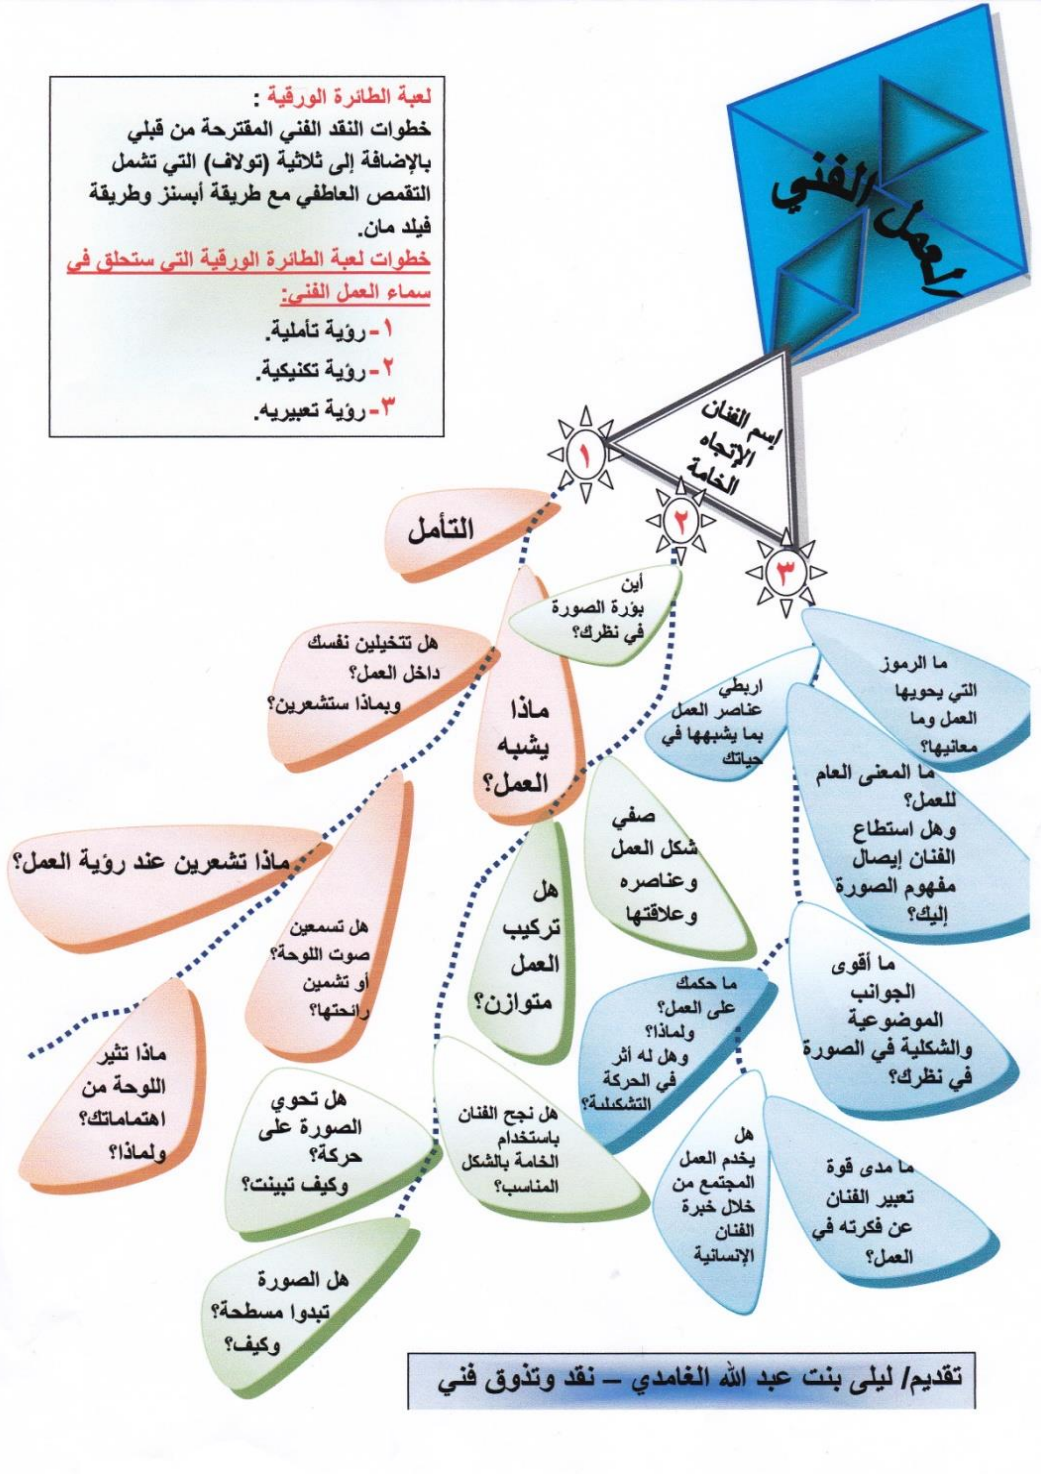 لعبة الطائرة الورقية :
خطوات النقد الفني المقترحة من قبلي
بالإضافة إلى ثلاثية (تولاف) التي تشمل
التقمص العاطفي مع طريقة أبسنز وطريقة
فيلد مان.
خطوات لعبة الطائرة الورقية التي ستحلق في
سماء العمل الفني:
١- رؤية تأملية.
٢- رؤية تكنيكية.
٣- رؤية تعبيريه.
العمل الفني
إسم الفنان
الإتجاه
الخامة
١
٢
٣
التأمل
ماذا
يشبه
العمل؟
هل تتخيلين نفسك
داخل العمل؟
وبماذا ستشعرين؟
ماذا تشعرين عند رؤية العمل؟
هل تسمعين
صوت اللوحة؟
أو تشمين
رائحتها؟
ماذا تثير
اللوحة من
اهتماماتك؟
ولماذا؟
أين
بؤرة الصورة
في نظرك؟
صفي
شكل العمل
وعناصره
وعلاقتها
هل
تركيب
العمل
متوازن؟
هل نجح الفنان
باستخدام
الخامة بالشكل
المناسب؟
هل تحوي
الصورة على
حركة؟
وكيف تبينت؟
هل الصورة
تبدوا مسطحة؟
وكيف؟
ما الرموز
التي يحويها
العمل وما
معانيها؟
اربطي
عناصر العمل
بما يشبهها في
حياتك
ما المعنى العام
للعمل؟
وهل استطاع
الفنان إيصال
مفهوم الصورة
إليك؟
ما أقوى
الجوانب
الموضوعية
والشكلية في الصورة
في نظرك؟
ما حكمك
على العمل؟
ولماذا؟
وهل له أثر
في الحركة
التشكيلية؟
هل
يخدم العمل
المجتمع من
خلال خبرة
الفنان
الإنسانية
ما مدى قوة
تعبير الفنان
عن فكرته في
العمل؟
تقديم/ ليلى بنت عبد الله الغامدي – نقد وتذوق فني